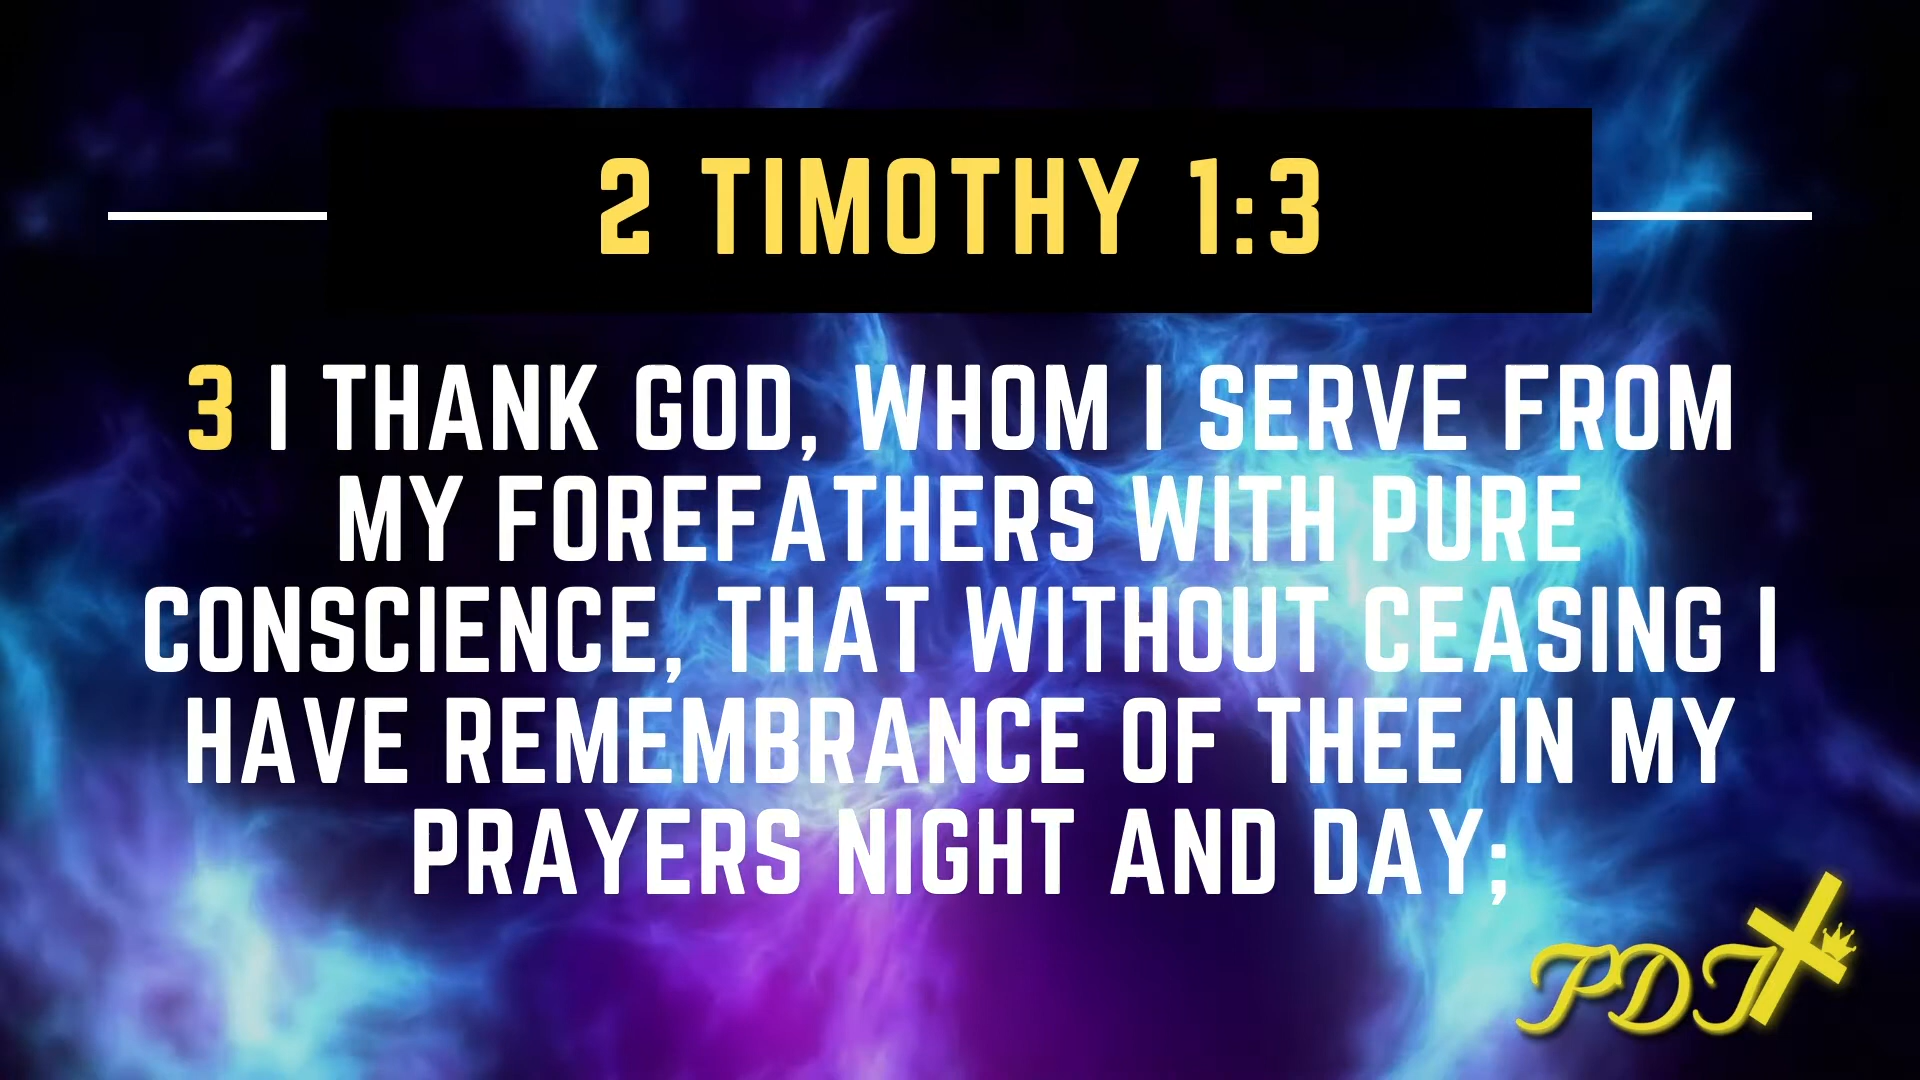 2 TIMOTHY 1:3
3 I THANK GOD, WHOM I SERVE FROM
MY FOREFATHERS WITH PURE
CONSCIENCE, THAT WITHOUT CEASING I
HAVE REMEMBRANCE OF THEE IN MY
PRAYERS NIGHT AND DAY;
PDT